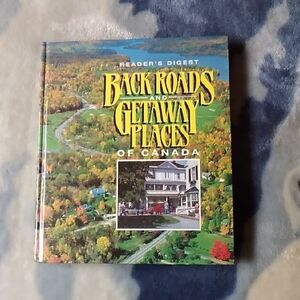 READER'S DIGEST
BACK ROADS
AND
GETAWAY
PLACES
OF CANADA